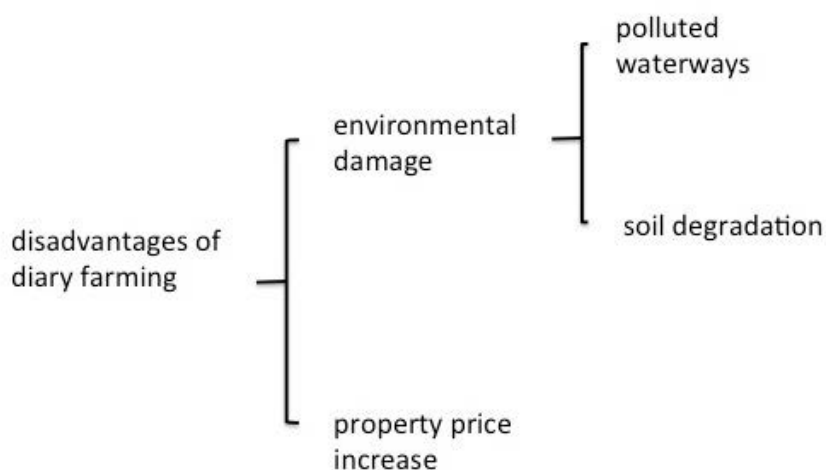 disadvantages of
diary farming
environmental
damage
polluted
waterways
soil degradation
property price
increase